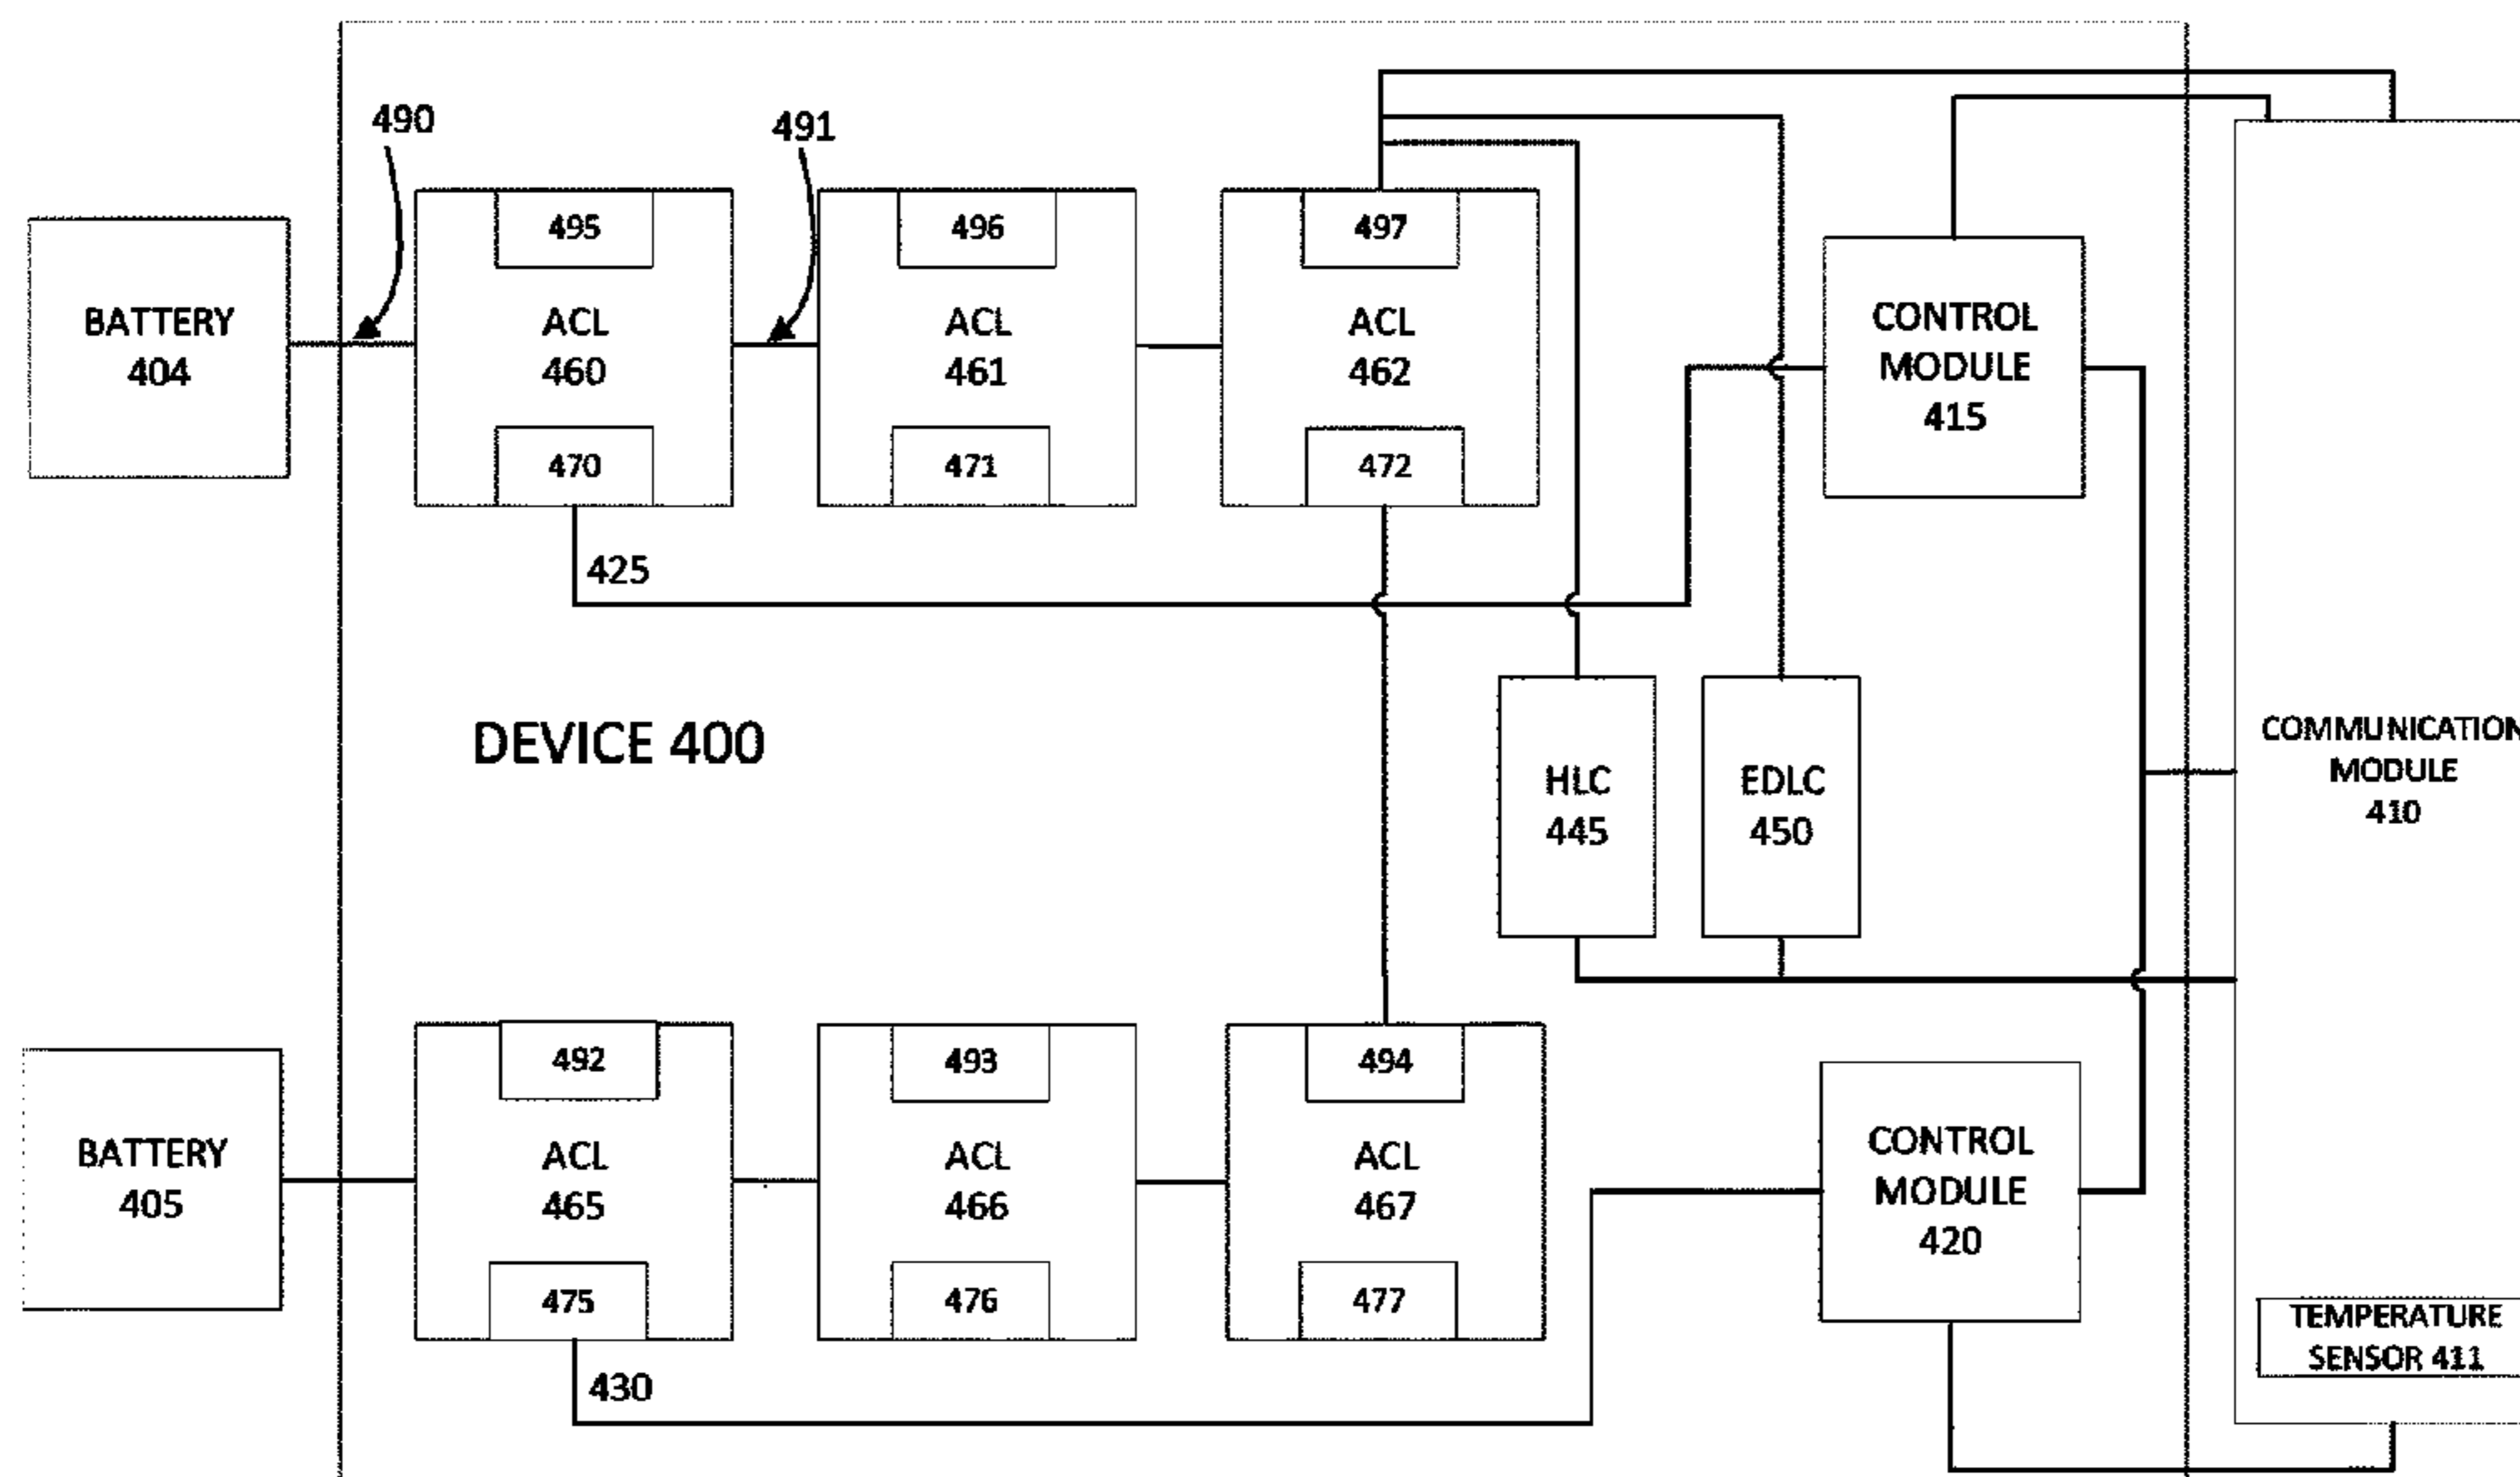 490
491
495
496
497
BATTERY
404
ACL
460
ACL
461
ACL
462
CONTROL
MODULE
415
470
471
472
425
DEVICE 400
HLC
445
EDLC
450
COMMUNICATION
MODULE
410
492
493
494
BATTERY
405
ACL
465
ACL
466
ACL
467
CONTROL
MODULE
420
475
476
477
TEMPERATURE
SENSOR 411
430